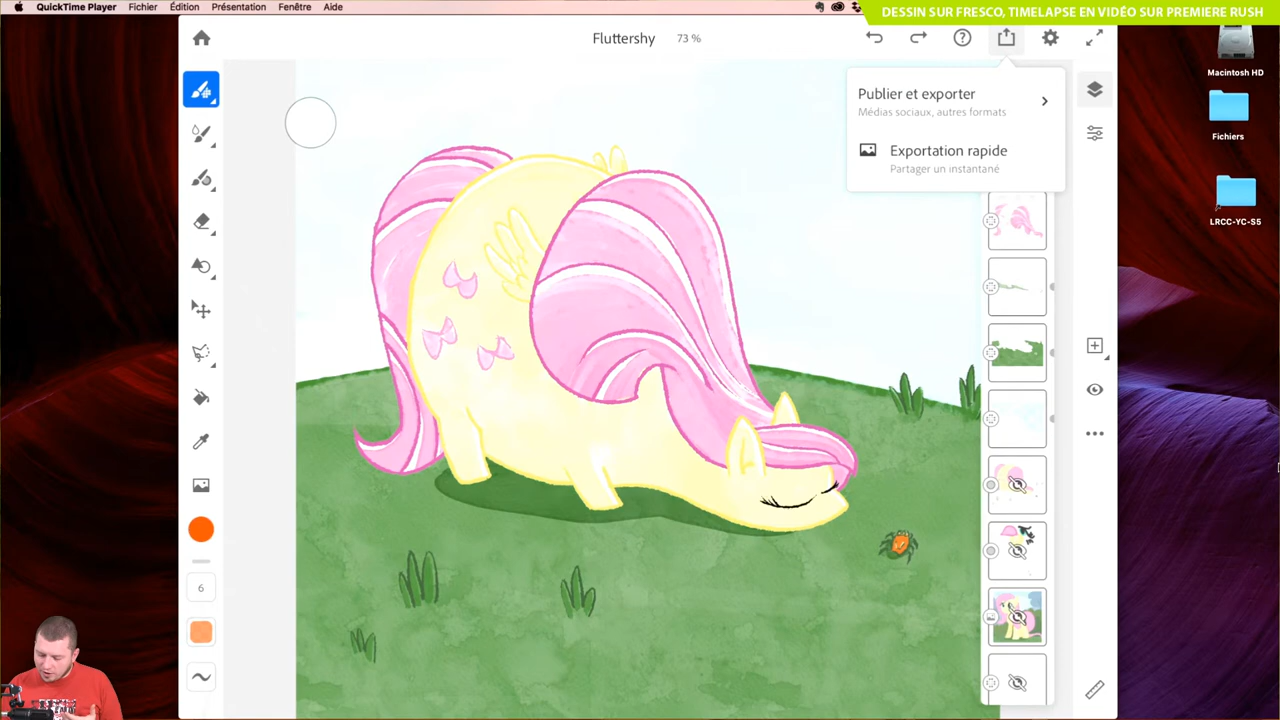 QuickTime Player Fichier Édition Présentation Fenêtre Aide
DESSIN SUR FRESCO, TIMELAPSE EN VIDÉO SUR PREMIERE RUSH
Fluttershy 73 %
Macintosh HD
Publier et exporter
Médias sociaux, autres formats
Fichiers
Exportation rapide
Partager un instantané
LRCC-YC-S5
6